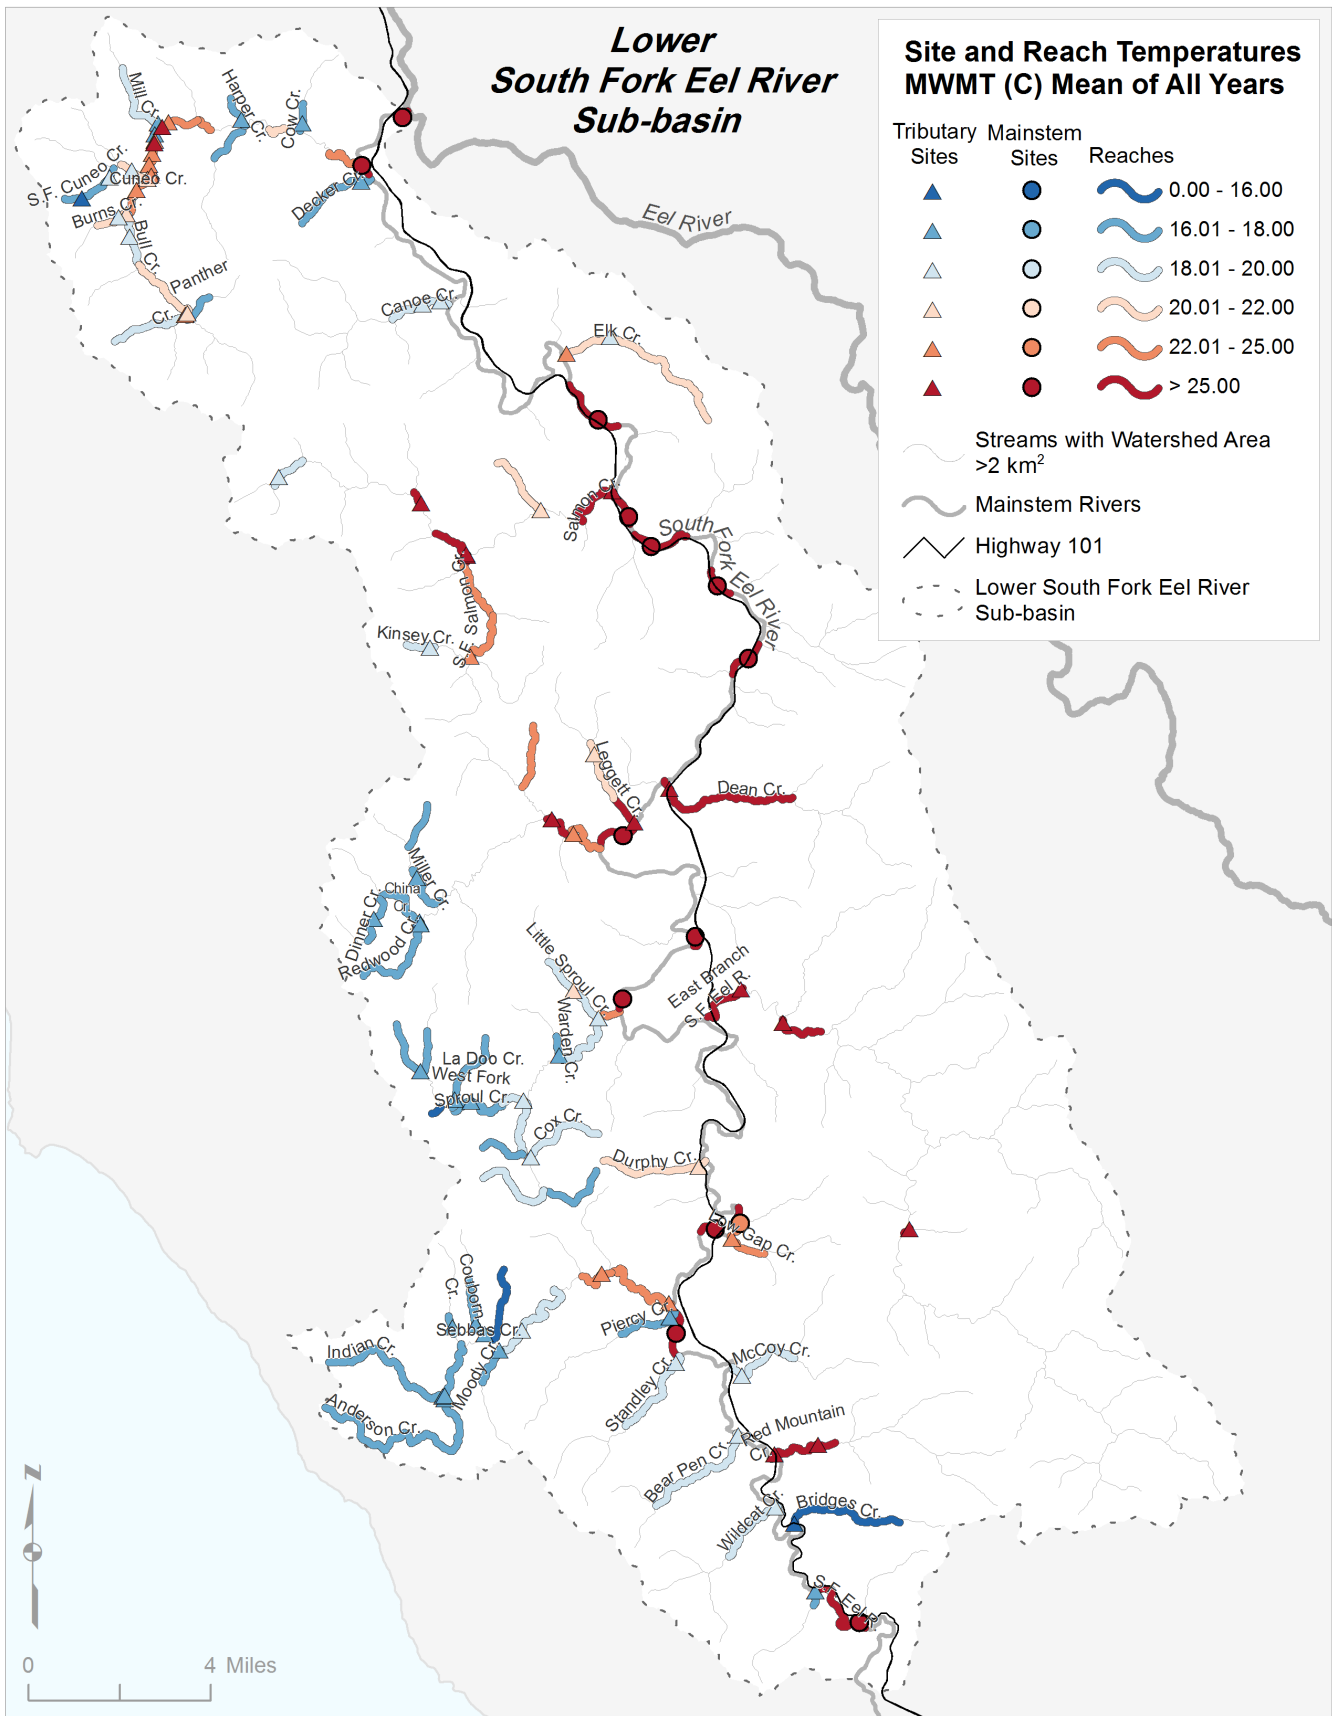 Lower
South Fork Eel River
Sub-basin
Site and Reach Temperatures
MWMT (C) Mean of All Years
Tributary
Sites
Mainstem
Sites
Reaches
0.00 - 16.00
16.01 - 18.00
18.01 - 20.00
20.01 - 22.00
22.01 - 25.00
> 25.00
Streams with Watershed Area
>2 km2
Mainstem Rivers
Highway 101
Lower South Fork Eel River
Sub-basin
Mill Cr.
Harper Cr.
Cow Cr.
S.F. Cuneo Cr.
Cuneo Cr.
Decker Cr.
Burns Cr.
Bull Cr.
Panther
Cr.
Eel River
Canoe Cr.
Elk Cr.
Salmon Cr.
South Fork Eel River
S.F. Salmon Cr.
Kinsey Cr.
Leggett Cr.
Dean Cr.
Miller Cr.
China
Cr.
Dinner Cr.
Redwood Cr.
Little Sproul Cr.
East Branch
S.F. Eel R.
Warden Cr.
La Doo Cr.
West Fork
Sproul Cr.
Cox Cr.
Durphy Cr.
Low Gap Cr.
Coulborn
Cr.
Sebbas Cr.
Piercy Cr.
Indian Cr.
Moody Cr.
McCoy Cr.
Standley Cr.
Anderson Cr.
Red Mountain
Cr.
Bear Pen Cr.
Wildcat Cr.
Bridges Cr.
S.F. Eel R.
N
0
4 Miles